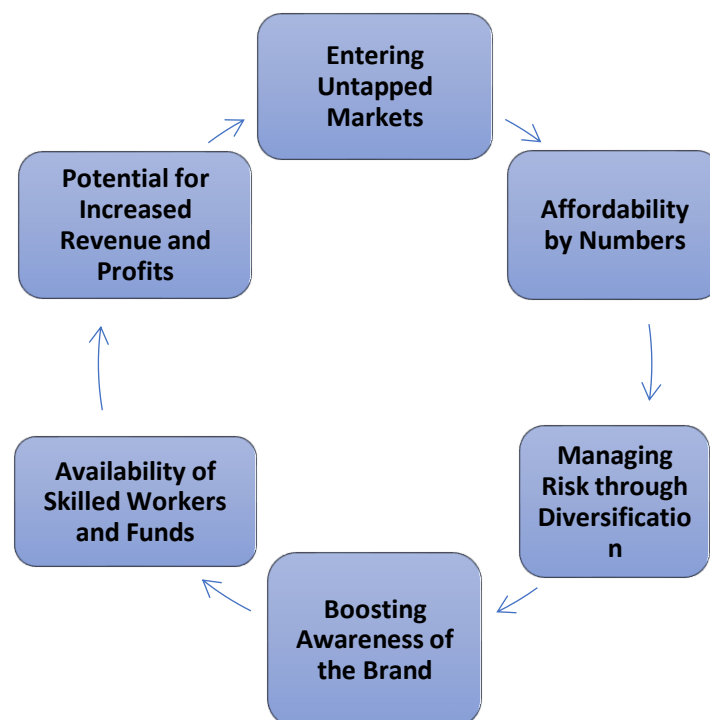 Entering
Untapped
Markets
Affordability
by Numbers
Managing
Risk through
Diversificatio
n
Boosting
Awareness of
the Brand
Availability of
Skilled Workers
and Funds
Potential for
Increased
Revenue and
Profits